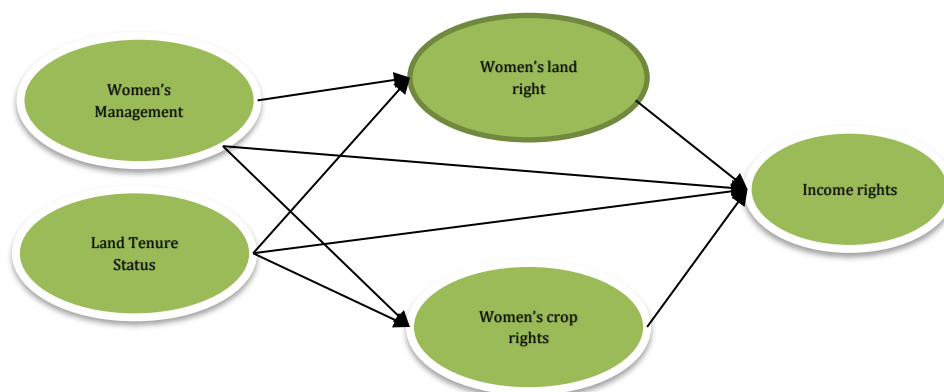 Women's
Management
Women's land
right
Income rights
Land Tenure
Status
Women's crop
rights